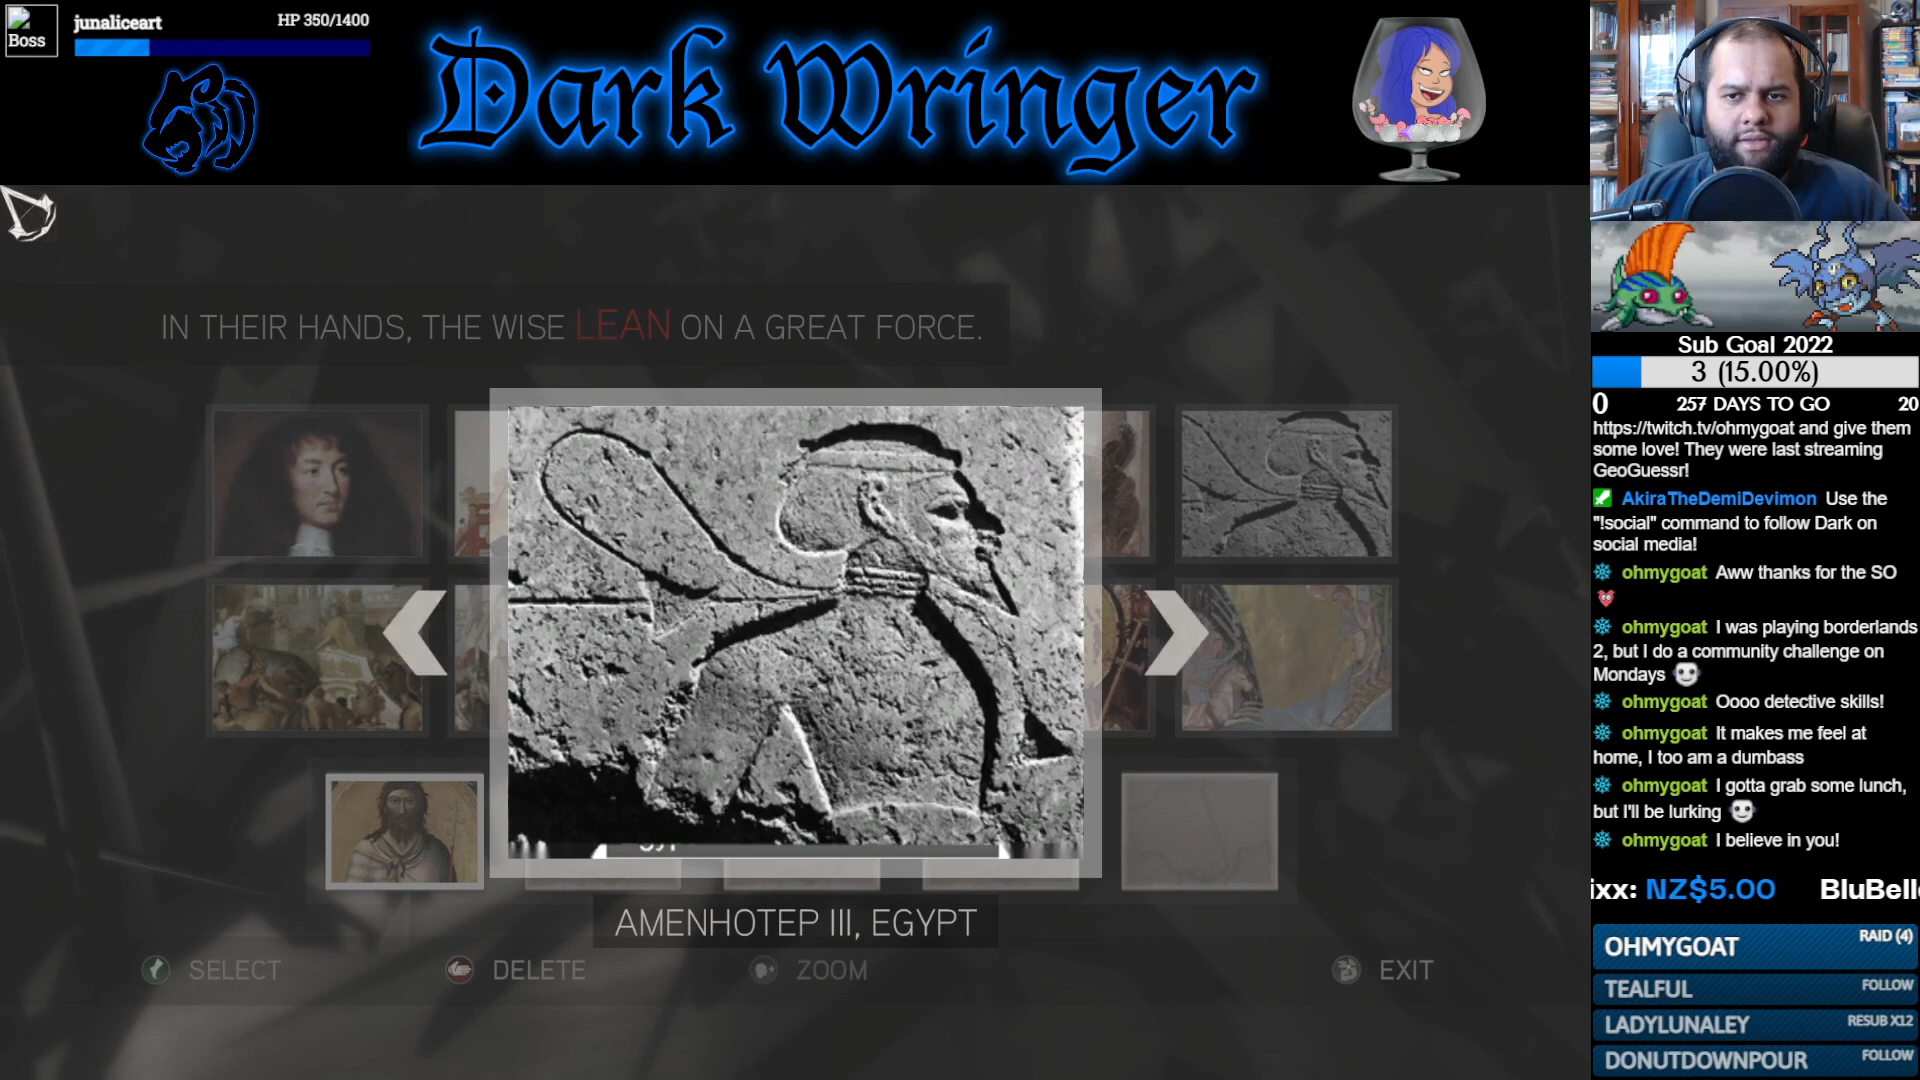 Boss
junaliceart
HP 350/1400
Dark Wringer
IN THEIR HANDS, THE WISE LEAN ON A GREAT FORCE.
AMENHOTEP III, EGYPT
SELECT
DELETE
ZOOM
EXIT
Sub Goal 2022
3 (15.00%)
0
257 DAYS TO GO
20
https://twitch.tv/ohmygoat and give them
some love! They were last streaming
GeoGuessr!
AkiraTheDemiDevimon Use the
"!social" command to follow Dark on
social media!
ohmygoat Aww thanks for the SO
ohmygoat I was playing borderlands
2, but I do a community challenge on
Mondays
ohmygoat Oooo detective skills!
ohmygoat It makes me feel at
home, I too am a dumbass
ohmygoat I gotta grab some lunch,
but I'll be lurking
ohmygoat I believe in you!
ixx: NZ$5.00 BluBell
OHMYGOAT RAID (4)
TEALFUL FOLLOW
LADYLUNALEY RESUB X12
DONUTDOWNPOUR FOLLOW